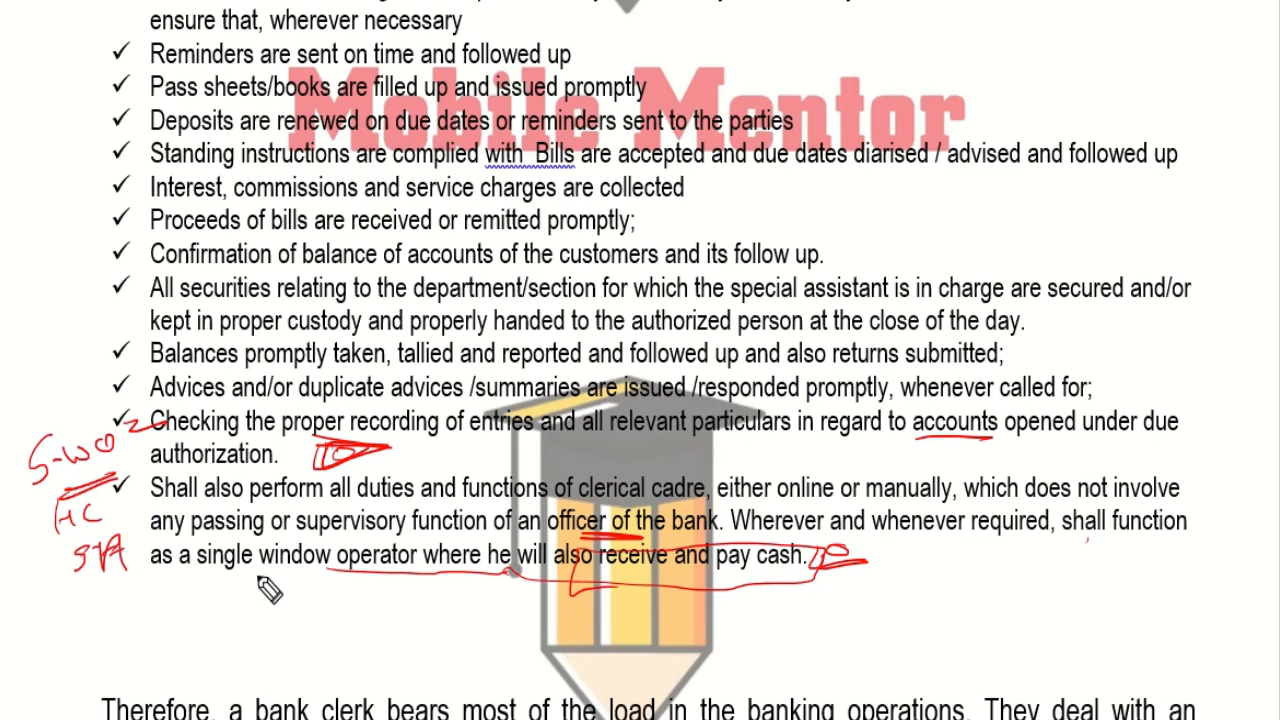 ensure that, wherever necessary
✓ Reminders are sent on time and followed up
✓ Pass sheets/books are filled up and issued promptly
Mobile Mentor
✓ Deposits are renewed on due dates or reminders sent to the parties
✓ Standing instructions are complied with Bills are accepted and due dates diarised / advised and followed up
✓ Interest, commissions and service charges are collected
✓ Proceeds of bills are received or remitted promptly;
✓ Confirmation of balance of accounts of the customers and its follow up.
✓ All securities relating to the department/section for which the special assistant is in charge are secured and/or
kept in proper custody and properly handed to the authorized person at the close of the day.
✓ Balances promptly taken, tallied and reported and followed up and also returns submitted;
✓ Advices and/or duplicate advices /summaries are issued /responded promptly, whenever called for;
✓ Checking the proper recording of entries and all relevant particulars in regard to accounts opened under due
authorization.
S-WO
✓ Shall also perform all duties and functions of clerical cadre, either online or manually, which does not involve
HC
any passing or supervisory function of an officer of the bank. Wherever and whenever required, shall function
as a single window operator where he will also receive and pay cash.
Therefore, a bank clerk bears most of the load in the banking operations. They deal with an